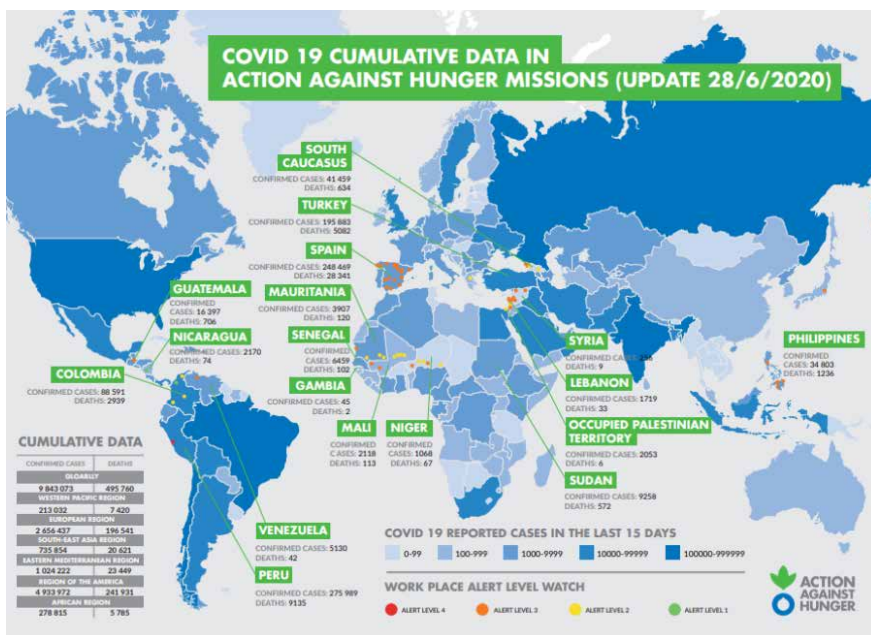 COVID 19 CUMULATIVE DATA IN
ACTION AGAINST HUNGER MISSIONS (UPDATE 28/6/2020)
SOUTH
CAUCASUS
CONFIRMED CASES: 41 459
DEATHS: 634
TURKEY
CONFIRMED CASES: 195 883
DEATHS: 5082
SPAIN
CONFIRMED CASES: 248 469
DEATHS: 28 341
GUATEMALA
CONFIRMED
CASES: 16 397
DEATHS: 706
MAURITANIA
CONFIRMED CASES: 3907
DEATHS: 120
NICARAGUA
CONFIRMED CASES: 2170
DEATHS: 74
SENEGAL
CONFIRMED
CASES: 6459
DEATHS: 102
COLOMBIA
CONFIRMED CASES: 88 591
DEATHS: 2939
GAMBIA
CONFIRMED CASES: 45
DEATHS: 2
MALI
CONFIRMED
CASES: 2118
DEATHS: 113
NIGER
CONFIRMED
CASES: 1068
DEATHS: 67
SYRIA
CONFIRMED CASES:
DEATHS: 9
LEBANON
CONFIRMED CASES: 1719
DEATHS: 33
OCCUPIED PALESTINIAN
TERRITORY
CONFIRMED CASES: 2053
DEATHS: 6
SUDAN
CONFIRMED CASES: 9258
DEATHS: 572
PHILIPPINES
CONFIRMED
CASES: 34 803
DEATHS: 1236
VENEZUELA
CONFIRMED CASES: 5130
DEATHS: 42
PERU
CONFIRMED CASES: 275 989
DEATHS: 9135
CUMULATIVE DATA
CONFIRMED CASES DEATHS
GLOABLLY
9 843 073 495 760
WESTERN PACIFIC REGION
213 032 7 420
EUROPEAN REGION
2 656 437 196 541
SOUTH-EAST ASIA REGION
735 854 20 621
EASTERN MEDITERRANEAN REGION
1 024 222 23 449
REGION OF THE AMERICA
4 933 972 241 931
AFRICAN REGION
278 815 5 785
COVID 19 REPORTED CASES IN THE LAST 15 DAYS
0-99 100-999 1000-9999 10000-99999 100000-999999
WORK PLACE ALERT LEVEL WATCH
ALERT LEVEL 4 ALERT LEVEL 3 ALERT LEVEL 2 ALERT LEVEL 1
ACTION
AGAINST
HUNGER